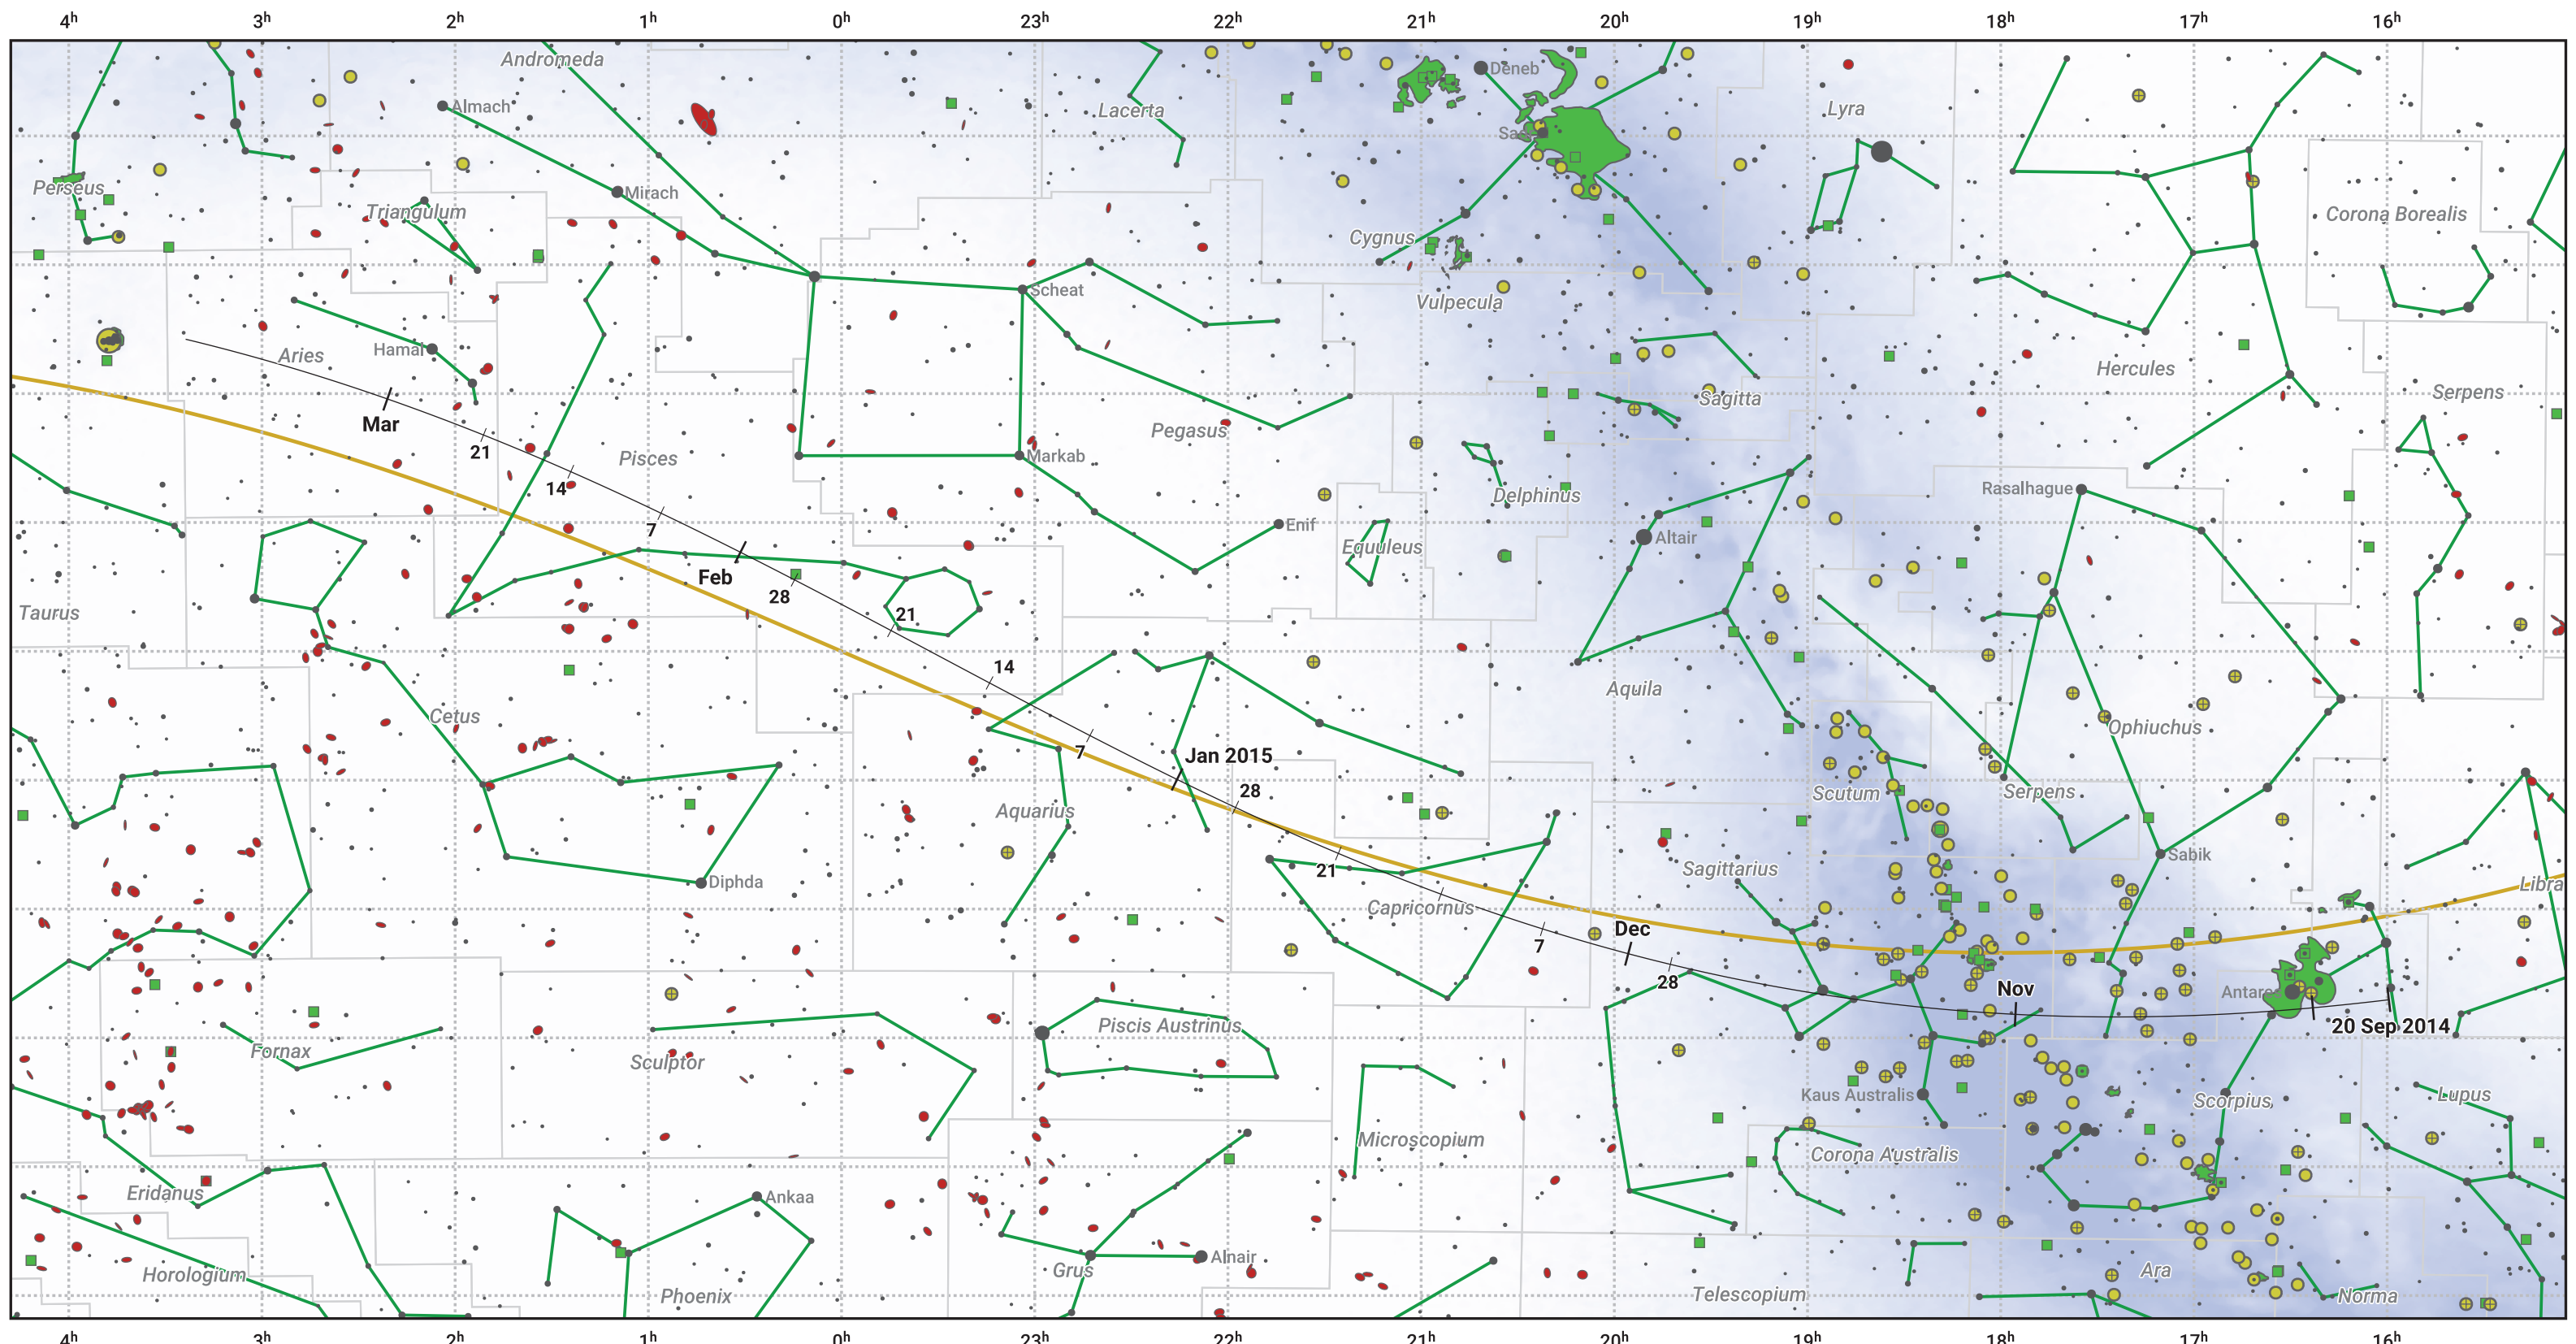 4h 3h 2h 1h 0h 23h 22h 21h 20h 19h 18h 17h 16h
Andromeda
Deneb
Almach
Lacerta
Lyra
Sa
Perseus
Mirach
Triangulum
Corona Borealis
Cygnus
Scheat
Vulpecula
Aries
Hamal
Hercules
Serpens
Sagitta
Mar
Pegasus
21
Pisces
Markab
14
Delphinus
Rasalhague
7
Enif
Altair
Equuleus
Feb
28
Taurus
21
14
Aquila
Cetus
Ophiuchus
7
Jan 2015
28
Scutum
Serpens
Aquarius
Sabik
21
Sagittarius
Diphda
Libra
Capricornus
Dec
7
28
Nov
Antares
20 Sep 2014
Piscis Austrinus
Fornax
Sculptor
Kaus Australis
Scorpius
Lupus
Microscopium
Corona Australis
Eridanus
Ankaa
Alnair
Horologium
Grus
Ara
Phoenix
Telescopium
Norma
4h 3h 2h 1h 0h 23h 22h 21h 20h 19h 18h 17h 16h